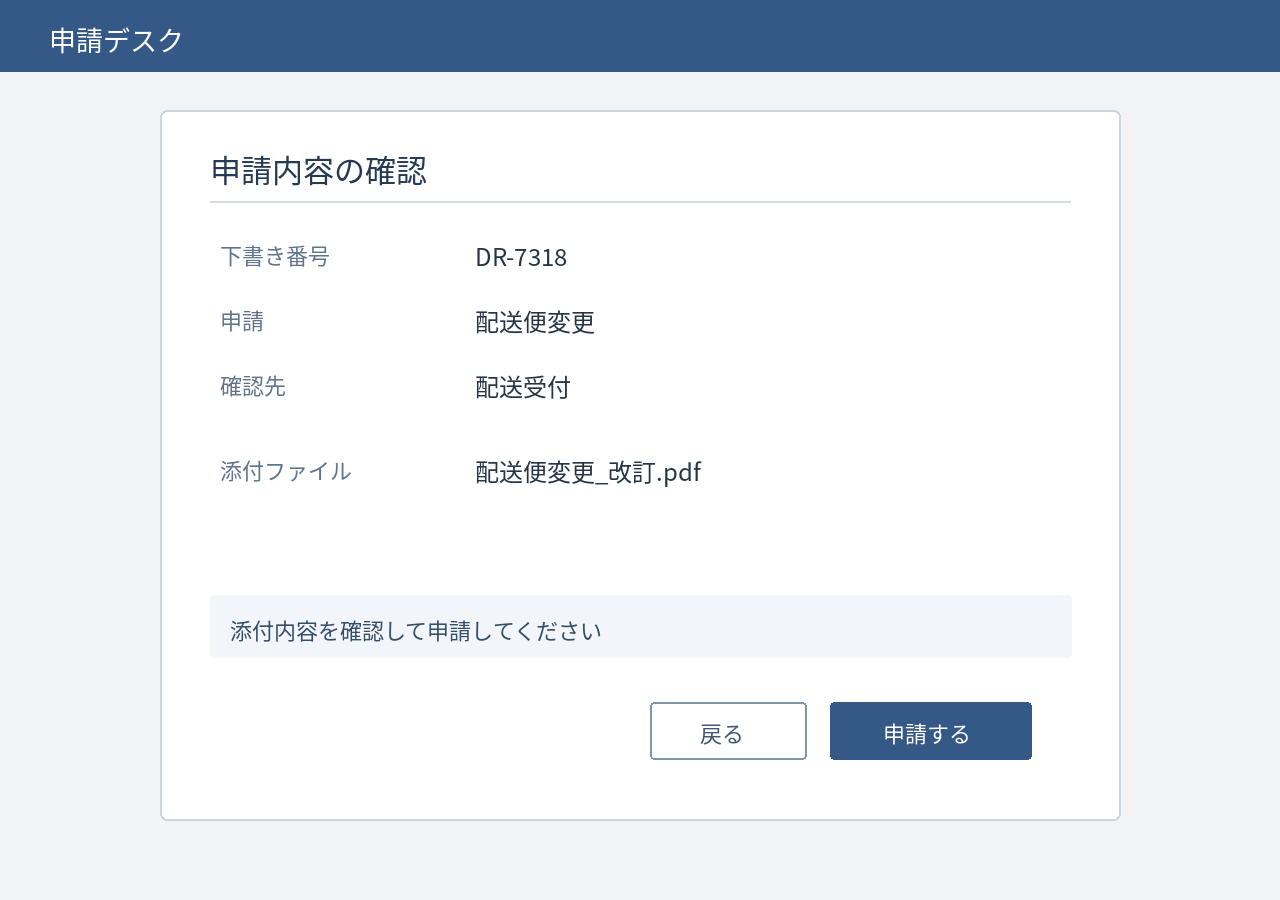 申請デスク
申請内容の確認
下書き番号 DR-7318
申請 配送便変更
確認先 配送受付
添付ファイル 配送便変更_改訂.pdf
添付内容を確認して申請してください
戻る 申請する